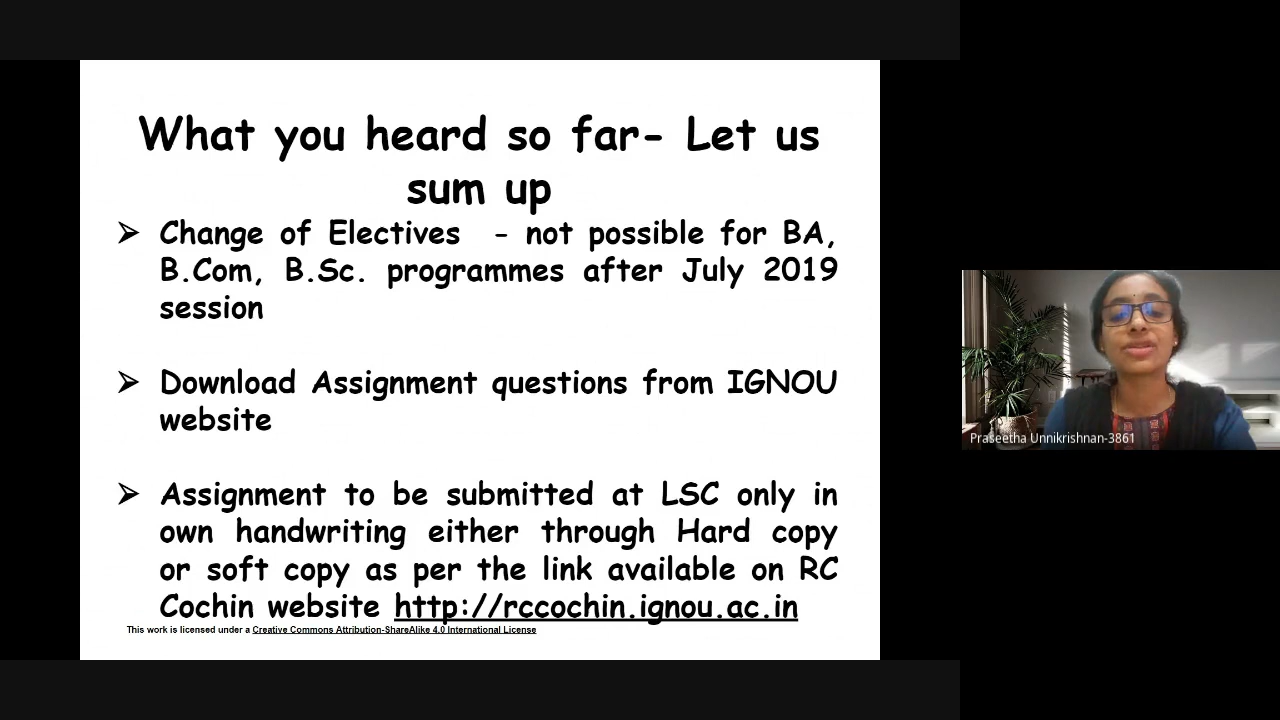 What you heard so far- Let us
sum up
➢ Change of Electives - not possible for BA,
B.Com, B.Sc. programmes after July 2019
session
➢ Download Assignment questions from IGNOU
website
➢ Assignment to be submitted at LSC only in
own handwriting either through Hard copy
or soft copy as per the link available on RC
Cochin website http://rccochin.ignou.ac.in
This work is licensed under a Creative Commons Attribution-ShareAlike 4.0 International License
Praseetha Unnikrishnan-3861